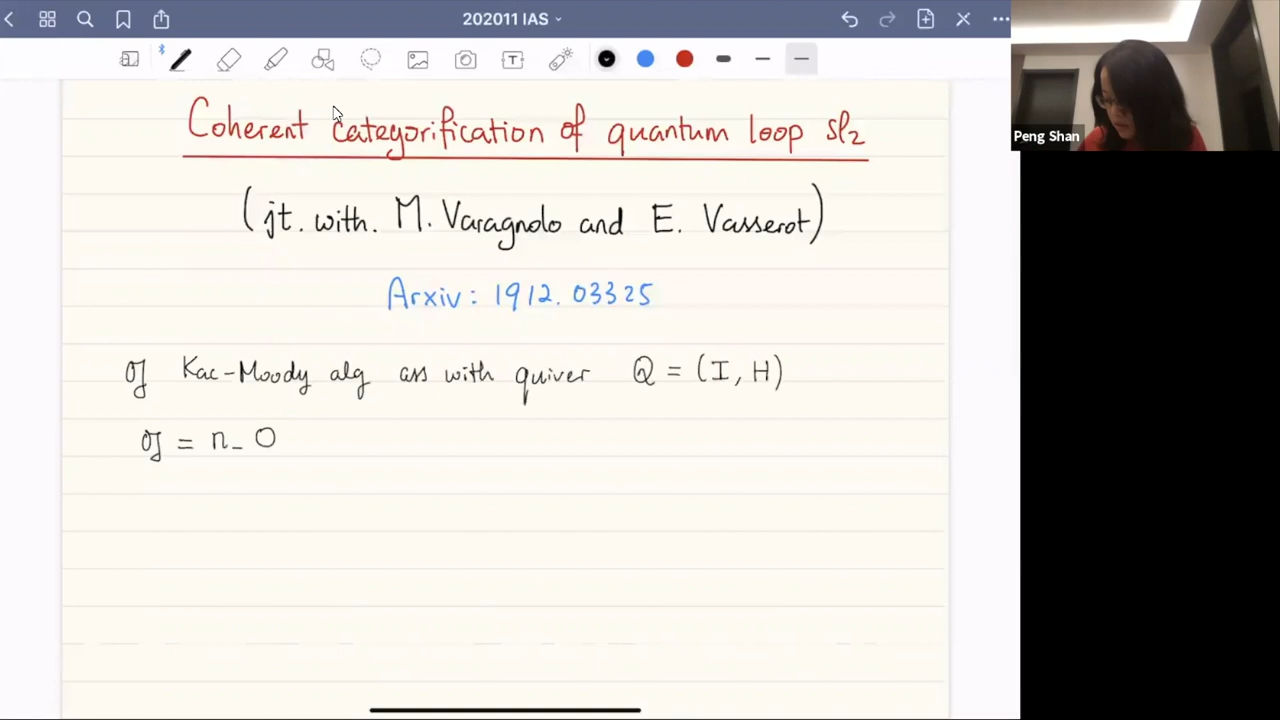 202011 IAS
Peng Shan
Coherent categorification of quantum loop sl₂
(jt. with. M. Varagnolo and E. Vasserot)
Arxiv: 1912.03325
𝔤 Kac-Moody alg ass with quiver Q = (I, H)
𝔤 = n_ O